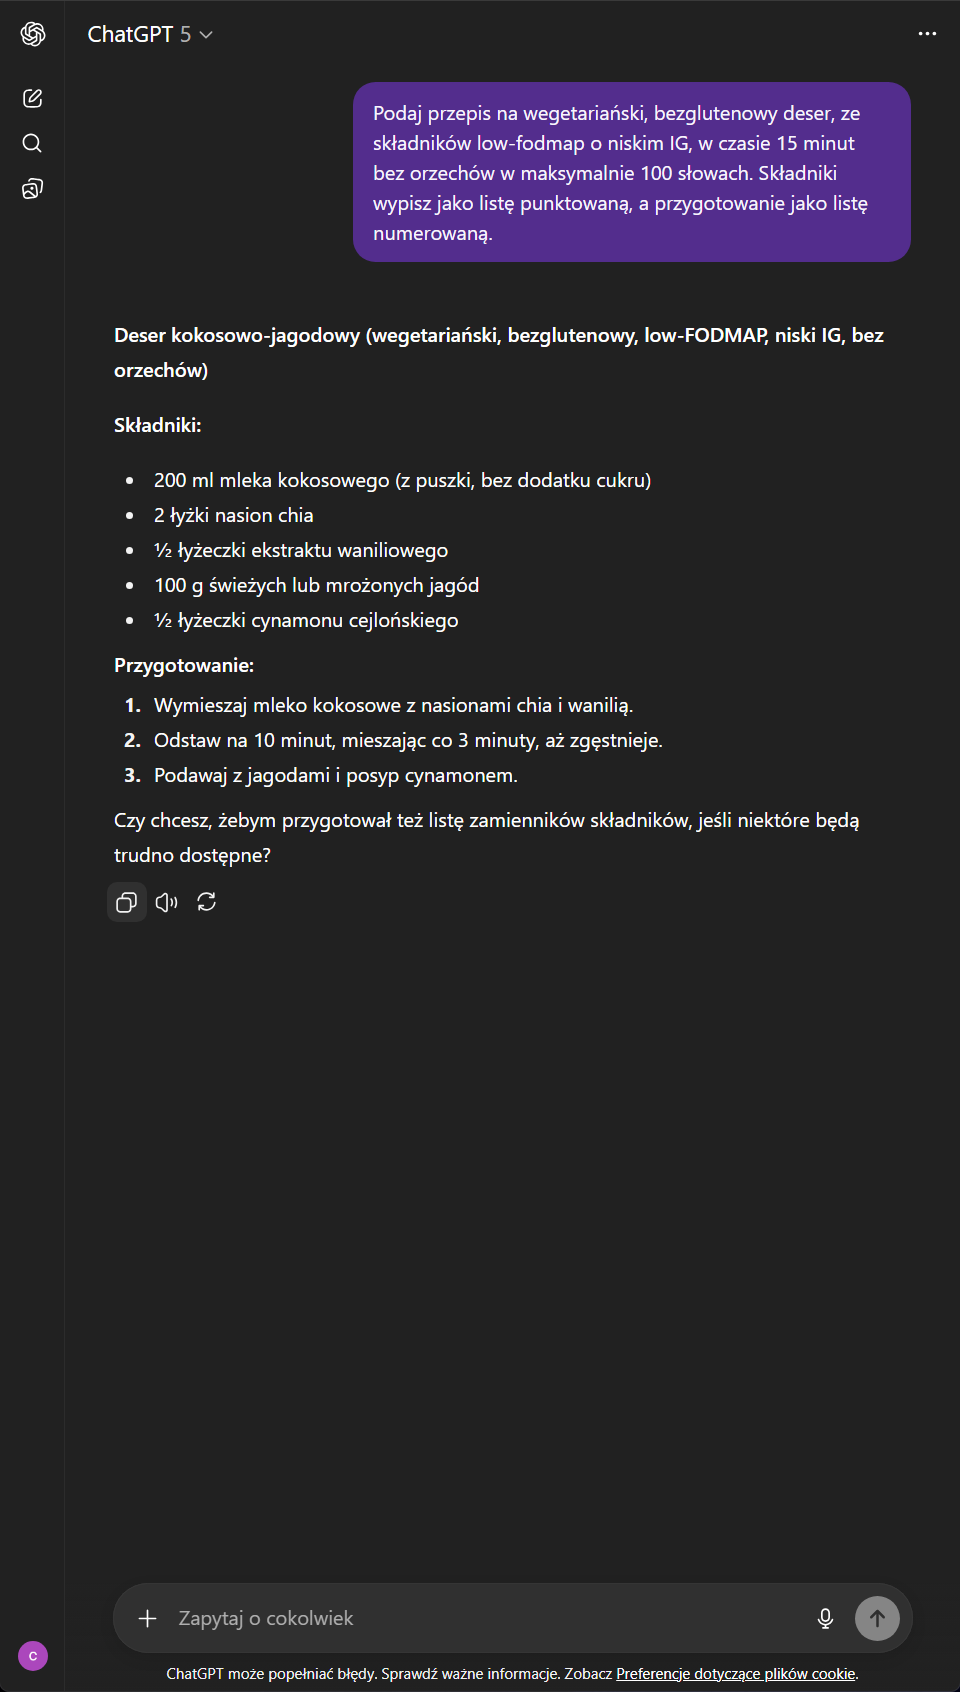 ChatGPT 5
Podaj przepis na wegetariański, bezglutenowy deser, ze
składników low-fodmap o niskim IG, w czasie 15 minut
bez orzechów w maksymalnie 100 słowach. Składniki
wypisz jako listę punktowaną, a przygotowanie jako listę
numerowaną.
Deser kokosowo-jagodowy (wegetariański, bezglutenowy, low-FODMAP, niski IG, bez
orzechów)
Składniki:
• 200 ml mleka kokosowego (z puszki, bez dodatku cukru)
• 2 łyżki nasion chia
• ½ łyżeczki ekstraktu waniliowego
• 100 g świeżych lub mrożonych jagód
• ½ łyżeczki cynamonu cejlońskiego
Przygotowanie:
1. Wymieszaj mleko kokosowe z nasionami chia i wanilią.
2. Odstaw na 10 minut, mieszając co 3 minuty, aż zgęstnieje.
3. Podawaj z jagodami i posyp cynamonem.
Czy chcesz, żebym przygotował też listę zamienników składników, jeśli niektóre będą
trudno dostępne?
Zapytaj o cokolwiek
C
ChatGPT może popełniać błędy. Sprawdź ważne informacje. Zobacz Preferencje dotyczące plików cookie.